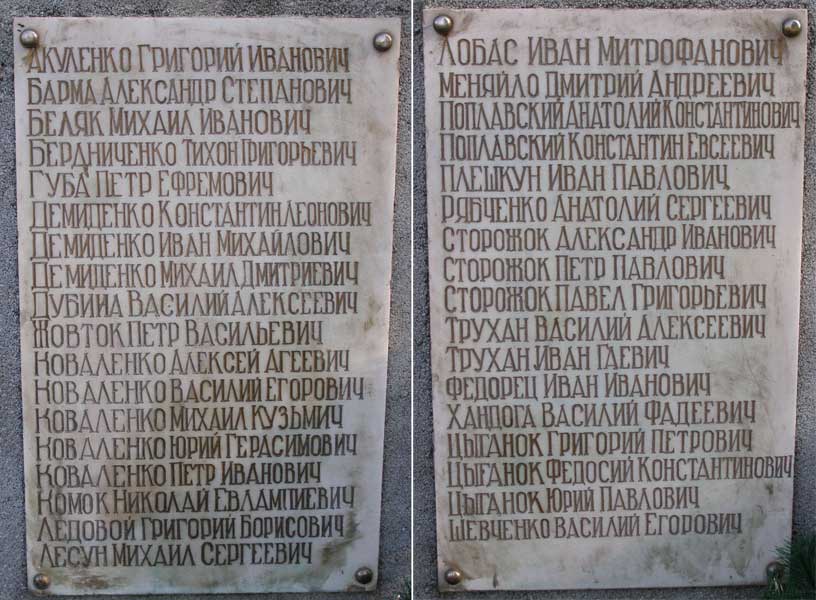 Акуленко Григорий Иванович
Барма Александр Степанович
Беляк Михаил Иванович
Бердниченко Тихон Григорьевич
Губа Петр Ефремович
Демиденко Константин Леонович
Демиденко Иван Михайлович
Демиденко Михаил Дмитриевич
Дубина Василий Алексеевич
Жовток Петр Васильевич
Коваленко Алексей Агеевич
Коваленко Василий Егорович
Коваленко Михаил Кузьмич
Коваленко Юрий Герасимович
Коваленко Петр Иванович
Комок Николай Евлампиевич
Ледовой Григорий Борисович
Лесун Михаил Сергеевич
Лобас Иван Митрофанович
Меняйло Дмитрий Андреевич
Поплавский Анатолий Константинович
Поплавский Константин Евсеевич
Плешкун Иван Павлович
Рябченко Анатолий Сергеевич
Сторожок Александр Иванович
Сторожок Петр Павлович
Сторожок Павел Григорьевич
Трухан Василий Алексеевич
Трухан Иван Гаевич
Федорец Иван Иванович
Хандога Василий Фадеевич
Цыганок Григорий Петрович
Цыганок Федосий Константинович
Цыганок Юрий Павлович
Шевченко Василий Егорович